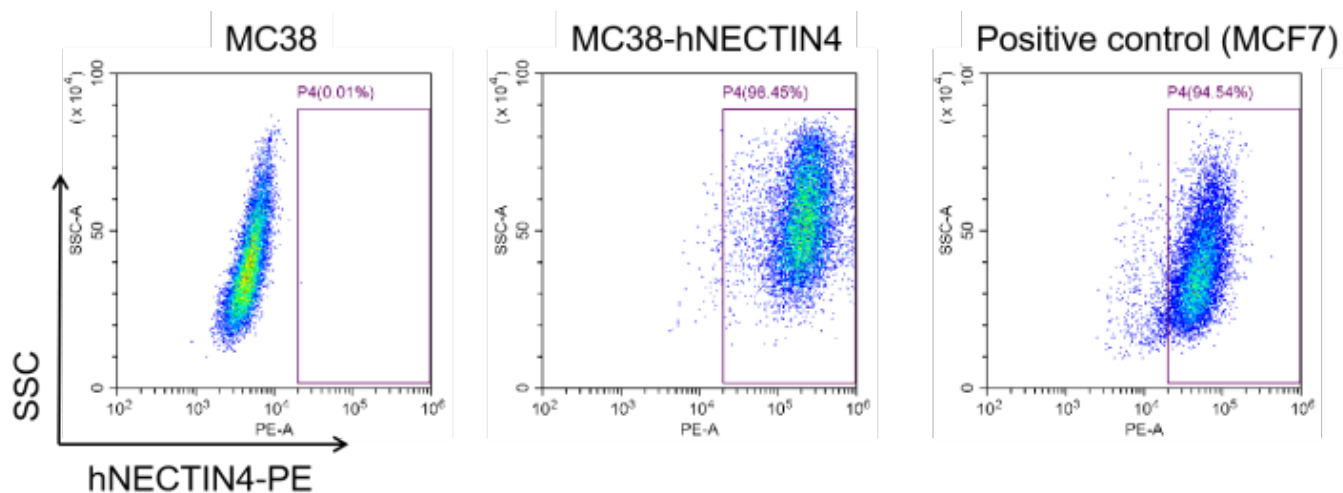 MC38
MC38-hNECTIN4
Positive control (MCF7)
(x 10⁴)
100
50
0
SSC-A
P4(0.01%)
10² 10³ 10⁴ 10⁵ 10⁶
PE-A
(x 10⁴)
100
50
0
SSC-A
P4(96.45%)
10² 10³ 10⁴ 10⁵ 10⁶
PE-A
(x 10⁴)
50
0
SSC-A
P4(94.54%)
10² 10³ 10⁴ 10⁵ 10⁶
PE-A
SSC
hNECTIN4-PE